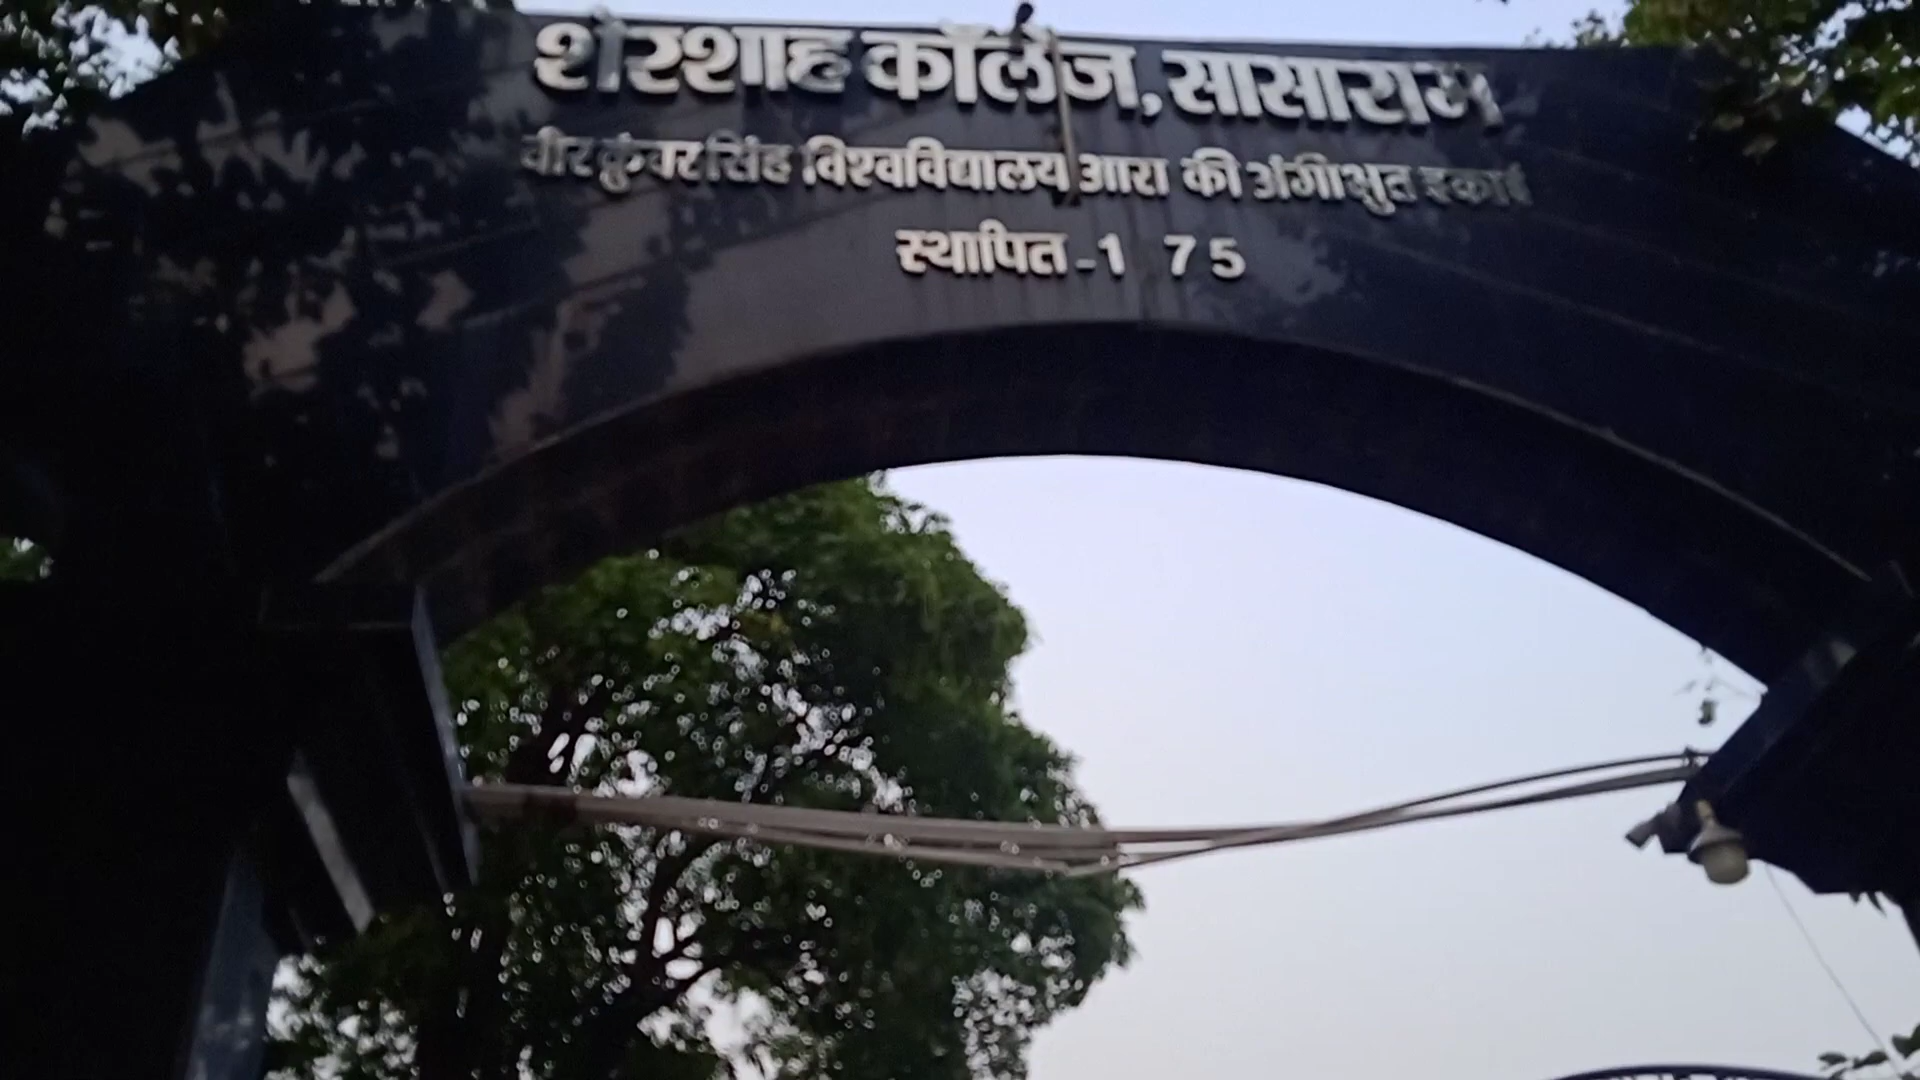 शेरशाह कॉलेज, सासाराम
वीर कुंवर सिंह विश्वविद्यालय आरा की अंगीभुत इकाई
स्थापित - 1 75